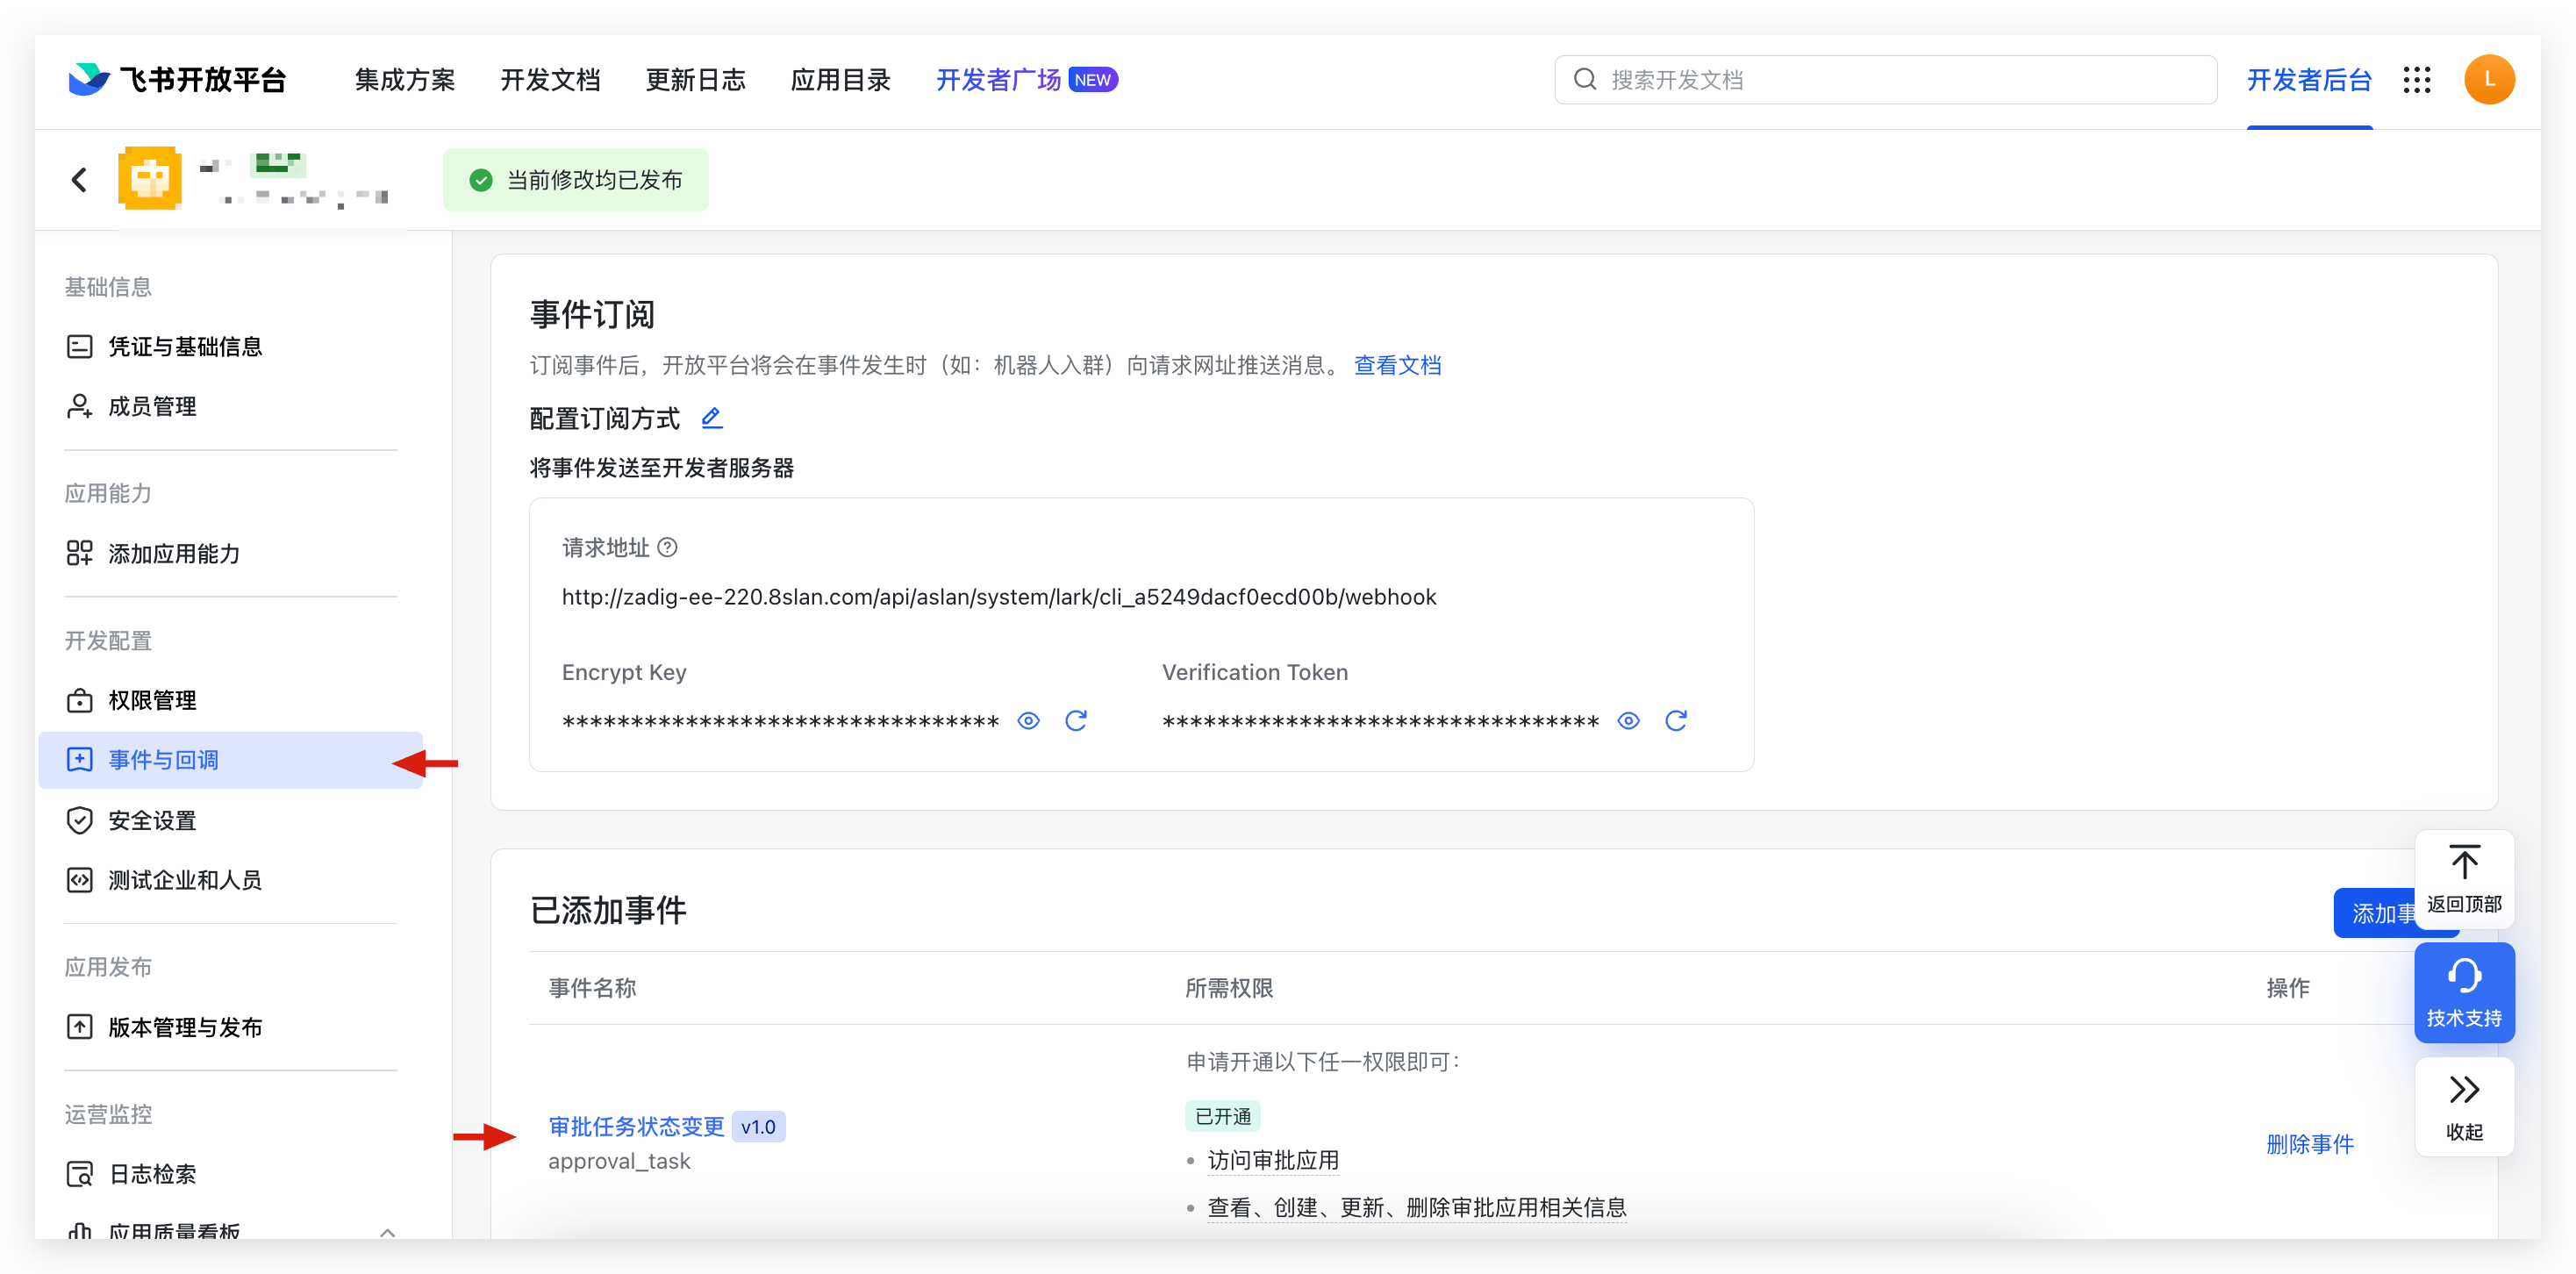 飞书开放平台 集成方案 开发文档 更新日志 应用目录 开发者广场 NEW 搜索开发文档 开发者后台 L
当前修改均已发布
基础信息
凭证与基础信息
成员管理
应用能力
添加应用能力
开发配置
权限管理
事件与回调
安全设置
测试企业和人员
应用发布
版本管理与发布
运营监控
日志检索
应用质量看板
事件订阅
订阅事件后，开放平台将会在事件发生时（如：机器人入群）向请求网址推送消息。 查看文档
配置订阅方式
将事件发送至开发者服务器
请求地址
http://zadig-ee-220.8slan.com/api/aslan/system/lark/cli_a5249dacf0ecd00b/webhook
Encrypt Key Verification Token
******************************** ********************************
已添加事件 添加事
事件名称 所需权限 操作
申请开通以下任一权限即可：
审批任务状态变更 v1.0
approval_task
已开通
• 访问审批应用
• 查看、创建、更新、删除审批应用相关信息
删除事件
返回顶部
技术支持
收起